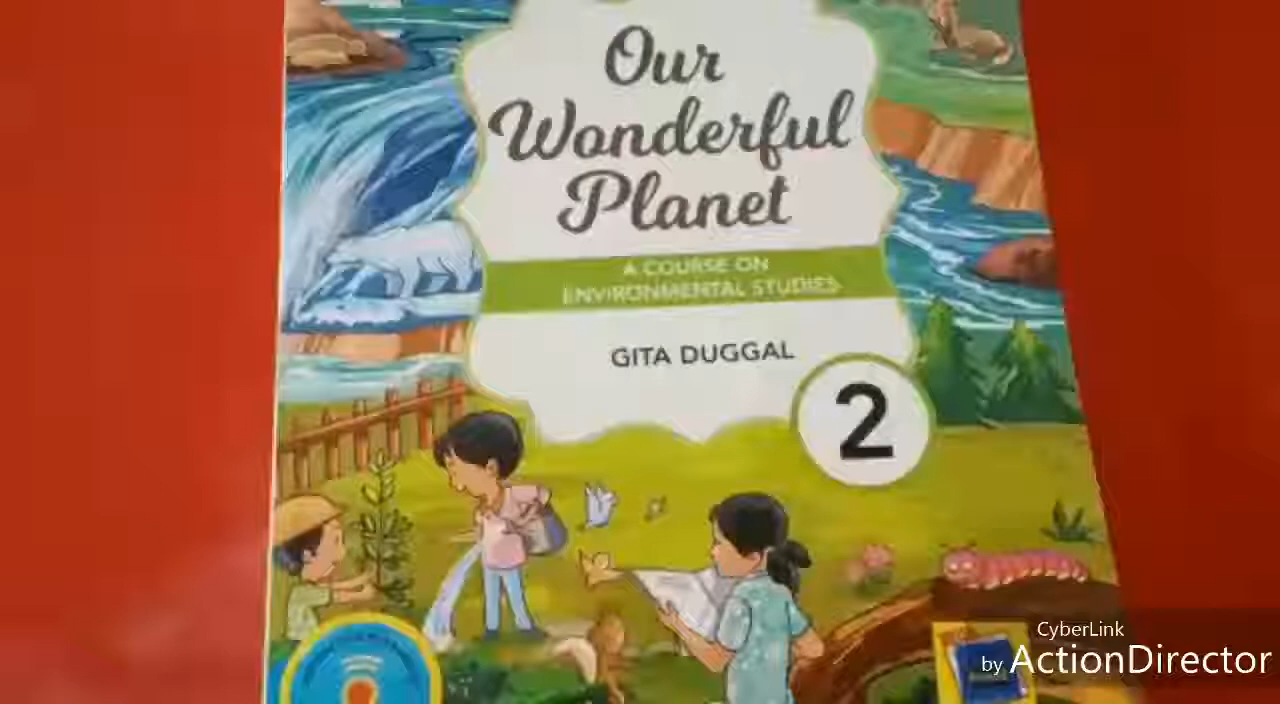 Our
Wonderful
Planet
A COURSE ON
ENVIRONMENTAL STUDIES
GITA DUGGAL
2
CyberLink
by ActionDirector